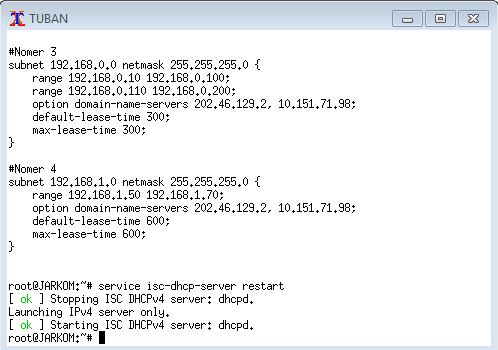 TUBAN
#Nomer 3
subnet 192.168.0.0 netmask 255.255.255.0 {
    range 192.168.0.10 192.168.0.100;
    range 192.168.0.110 192.168.0.200;
    option domain-name-servers 202.46.129.2, 10.151.71.98;
    default-lease-time 300;
    max-lease-time 300;
}
#Nomer 4
subnet 192.168.1.0 netmask 255.255.255.0 {
    range 192.168.1.50 192.168.1.70;
    option domain-name-servers 202.46.129.2, 10.151.71.98;
    default-lease-time 600;
    max-lease-time 600;
}
root@JARKOM:~# service isc-dhcp-server restart
[ ok ] Stopping ISC DHCPv4 server: dhcpd.
Launching IPv4 server only.
[ ok ] Starting ISC DHCPv4 server: dhcpd.
root@JARKOM:~#